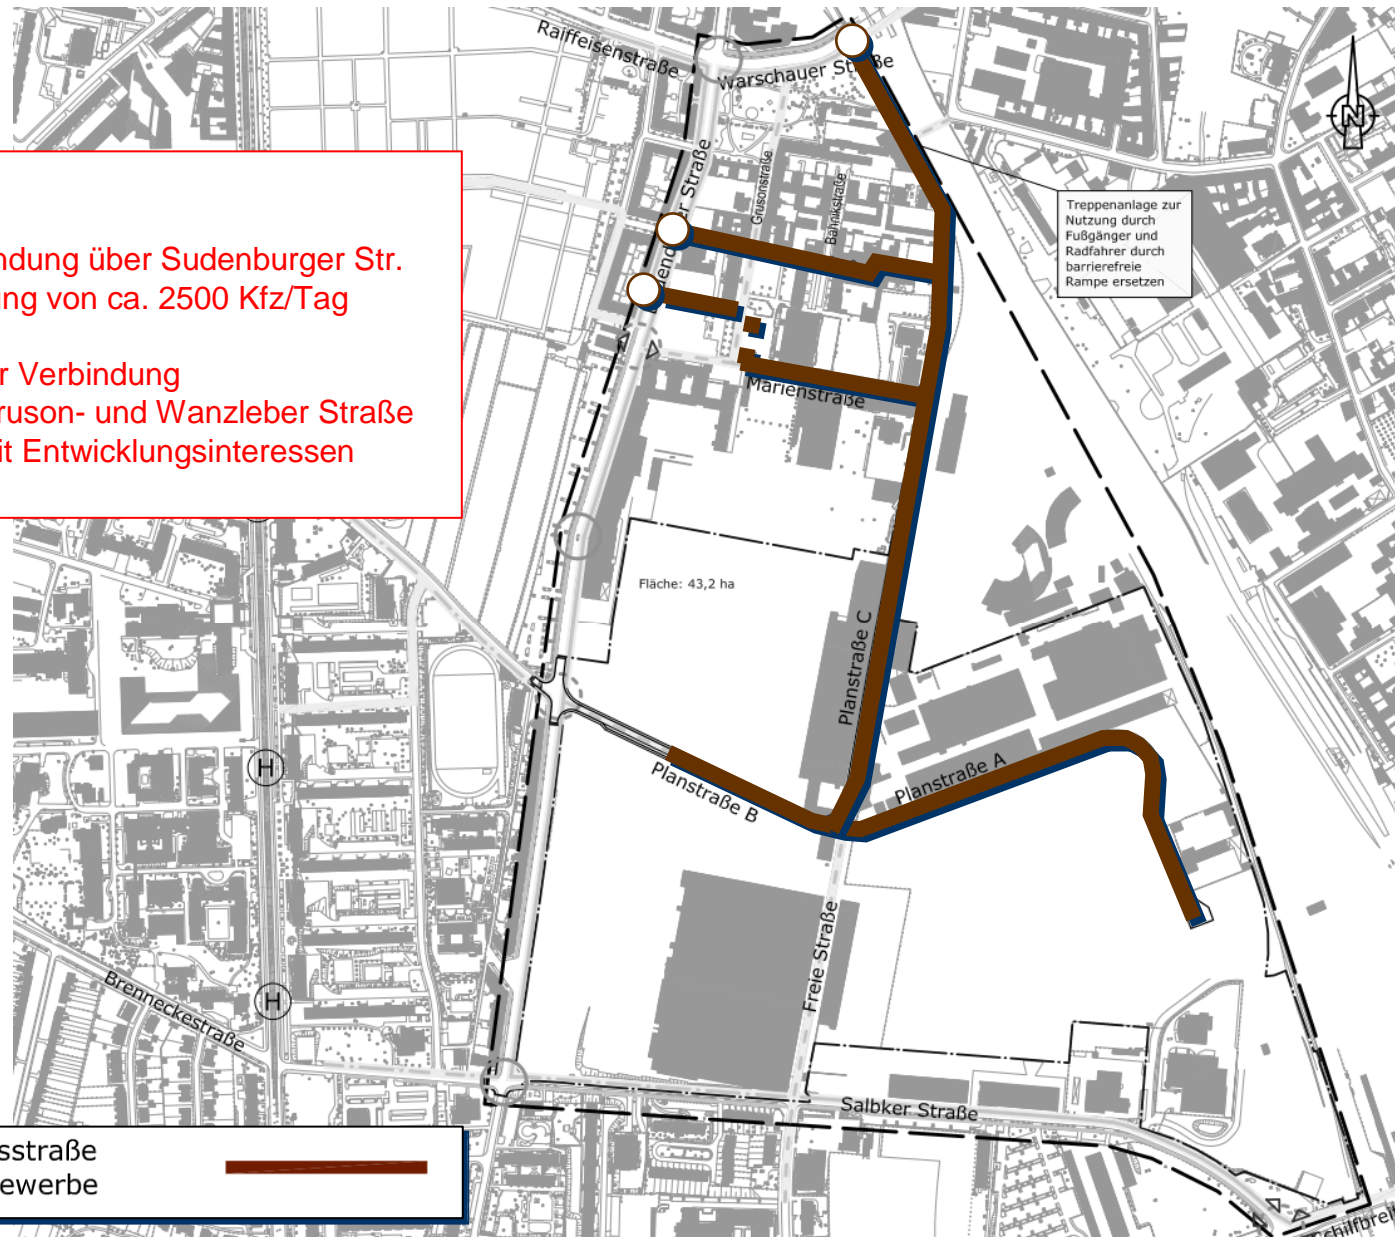 Raiffeisenstraße
Warschauer Straße
N
Treppenanlage zur
Nutzung durch
Fußgänger und
Radfahrer durch
barrierefreie
Rampe ersetzen
Grusonstraße
Bahnikstraße
ndung über Sudenburger Str.
ung von ca. 2500 Kfz/Tag
r Verbindung
ruson- und Wanzleber Straße
it Entwicklungsinteressen
Marienstraße
Fläche: 43,2 ha
Planstraße C
H
Planstraße B
Planstraße A
Freie Straße
H
Brenneckestraße
Salbker Straße
sstraße
ewerbe